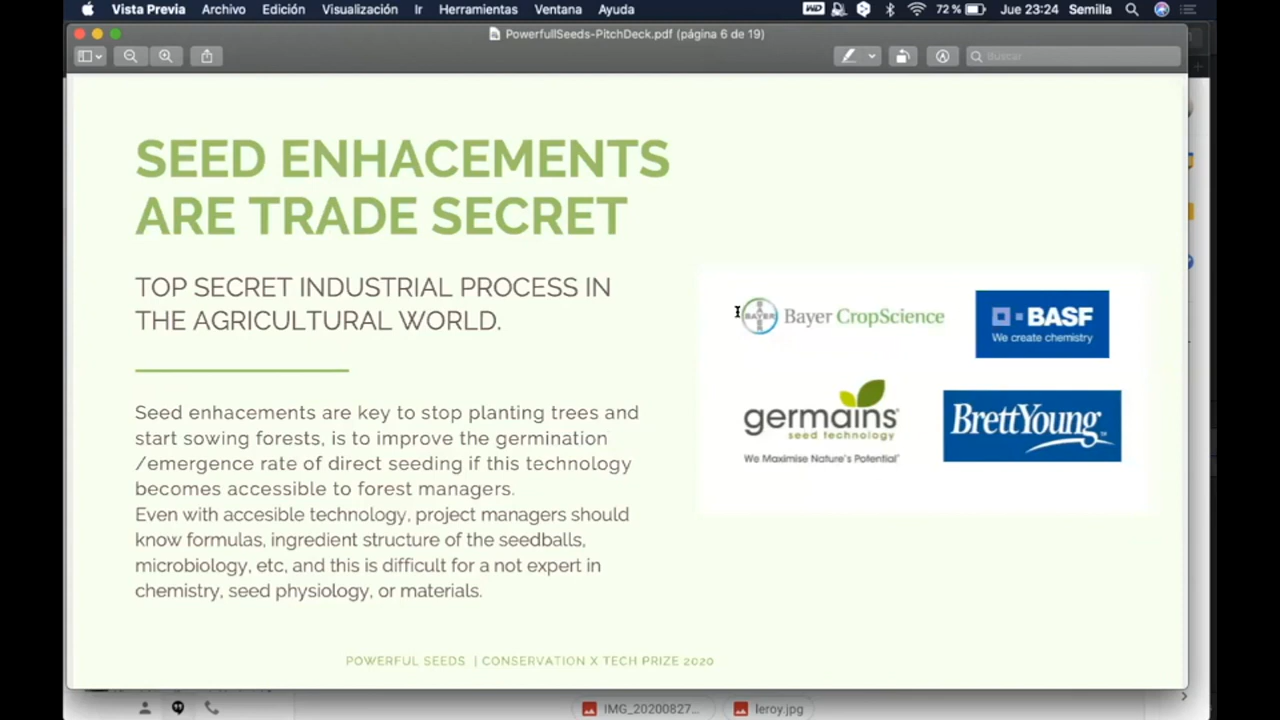 Vista Previa Archivo Edición Visualización Ir Herramientas Ventana Ayuda WD 72 % Jue 23:24 Semilla
PowerfullSeeds-PitchDeck.pdf (página 6 de 19)
Buscar
SEED ENHACEMENTS
ARE TRADE SECRET
TOP SECRET INDUSTRIAL PROCESS IN
THE AGRICULTURAL WORLD.
Seed enhacements are key to stop planting trees and
start sowing forests, is to improve the germination
/emergence rate of direct seeding if this technology
becomes accessible to forest managers.
Even with accesible technology, project managers should
know formulas, ingredient structure of the seedballs,
microbiology, etc, and this is difficult for a not expert in
chemistry, seed physiology, or materials.
BAYER
Bayer CropScience
BASF
We create chemistry
germains
seed technology
We Maximise Nature's Potential
BrettYoung™
POWERFUL SEEDS | CONSERVATION X TECH PRIZE 2020
IMG_20200827... leroy.jpg